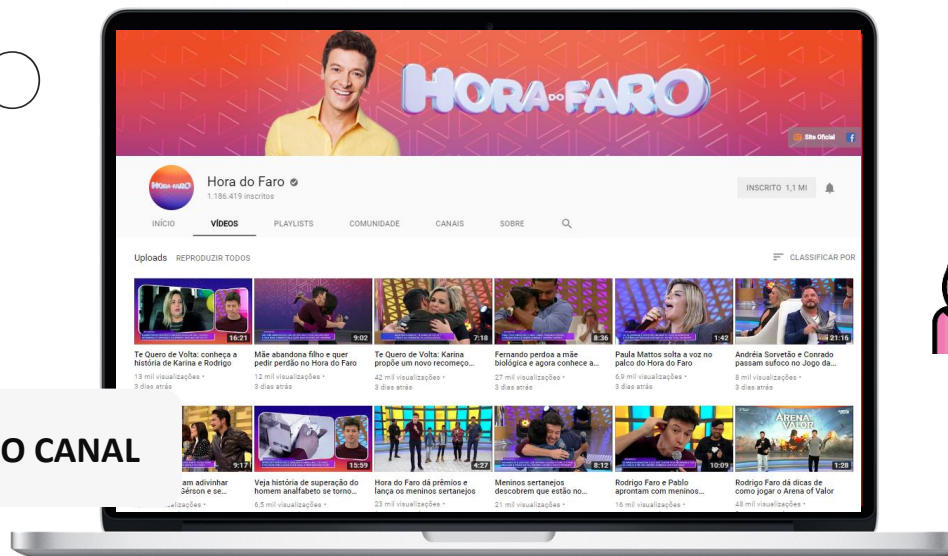 HORA DO FARO
Site Oficial
HORA DO FARO
Hora do Faro
1.186.419 inscritos
INSCRITO 1,1 MI
INÍCIO VÍDEOS PLAYLISTS COMUNIDADE CANAIS SOBRE
Uploads REPRODUZIR TODOS
CLASSIFICAR POR
16:21 9:02 7:18 8:36 1:42 21:16
Te Quero de Volta: conheça a
história de Karina e Rodrigo
13 mil visualizações •
3 dias atrás
Mãe abandona filho e quer
pedir perdão no Hora do Faro
12 mil visualizações •
3 dias atrás
Te Quero de Volta: Karina
propõe um novo recomeço...
42 mil visualizações •
3 dias atrás
Fernando perdoa a mãe
biológica e agora conhece a...
27 mil visualizações •
3 dias atrás
Paula Mattos solta a voz no
palco do Hora do Faro
6,9 mil visualizações •
3 dias atrás
Andréia Sorvetão e Conrado
passam sufoco no Jogo da...
8 mil visualizações •
3 dias atrás
O CANAL
ARENA
VALOR
9:17 15:59 4:27 8:12 10:09 1:28
am adivinhar
Gérson e se...
visualizações •
Veja história de superação do
homem analfabeto se torno...
6,5 mil visualizações •
Hora do Faro dá prêmios e
lança os meninos sertanejos
23 mil visualizações •
Meninos sertanejos
descobrem que estão no...
21 mil visualizações •
Rodrigo Faro e Pablo
aprontam com meninos...
16 mil visualizações •
Rodrigo Faro dá dicas de
como jogar o Arena of Valor
48 mil visualizações •